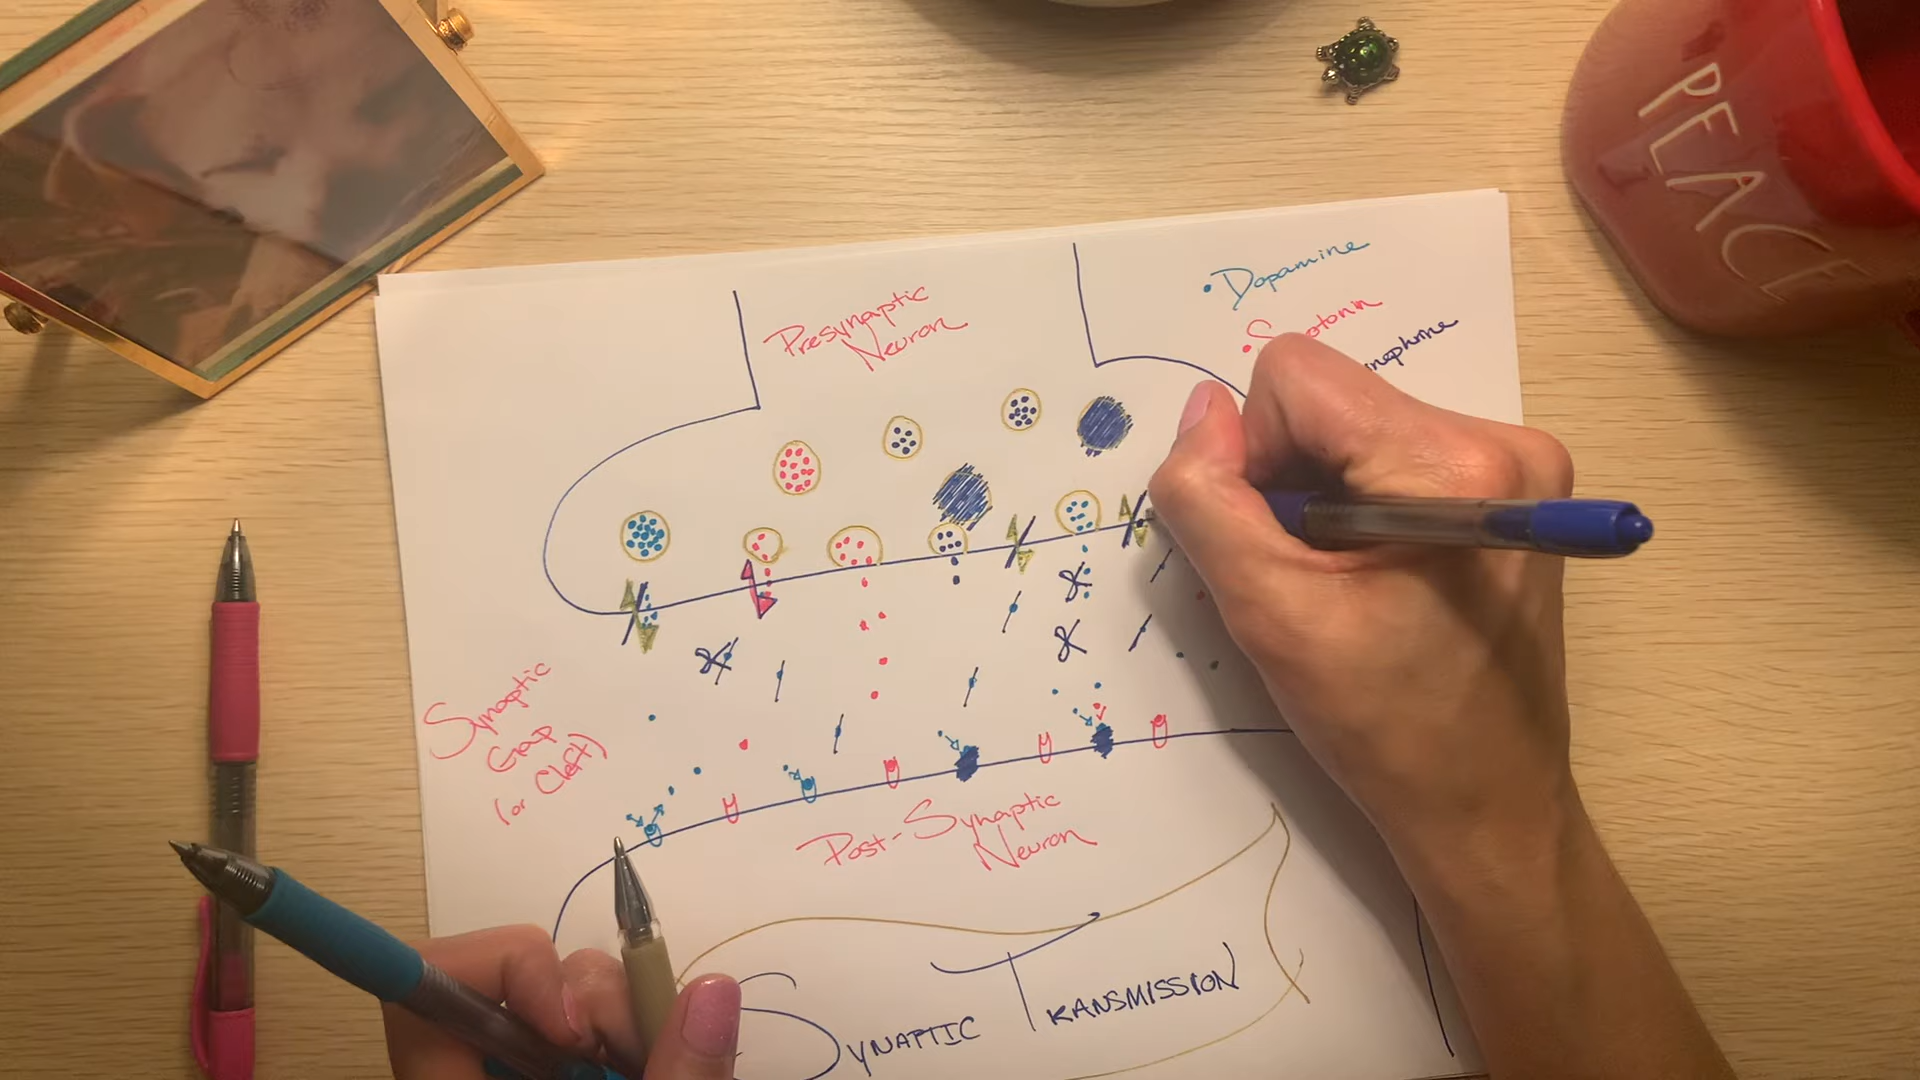 Dopamine
Presynaptic
Neuron
PEACE
Synaptic
Gap
(or Cleft)
Post-Synaptic
Neuron
SYNAPTIC TRANSMISSION